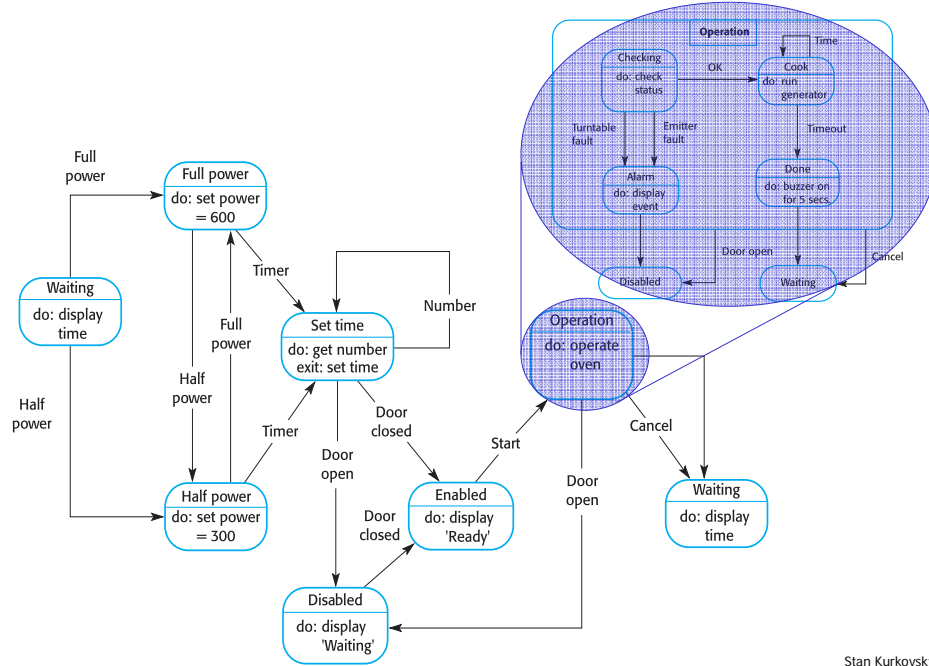 Operation
Time
Checking
do: check
status
OK
Cook
do: run
generator
Turntable
fault
Emitter
fault
Timeout
Alarm
do: display
event
Done
do: buzzer on
for 5 secs.
Door open
Cancel
Disabled
Waiting
Full
power
Full power
do: set power
= 600
Timer
Number
Waiting
do: display
time
Full
power
Set time
do: get number
exit: set time
Operation
do: operate
oven
Half
power
Half
power
Timer
Door
open
Door
closed
Start
Cancel
Door
open
Half power
do: set power
= 300
Enabled
do: display
'Ready'
Door
closed
Waiting
do: display
time
Disabled
do: display
'Waiting'
Stan Kurkovsk